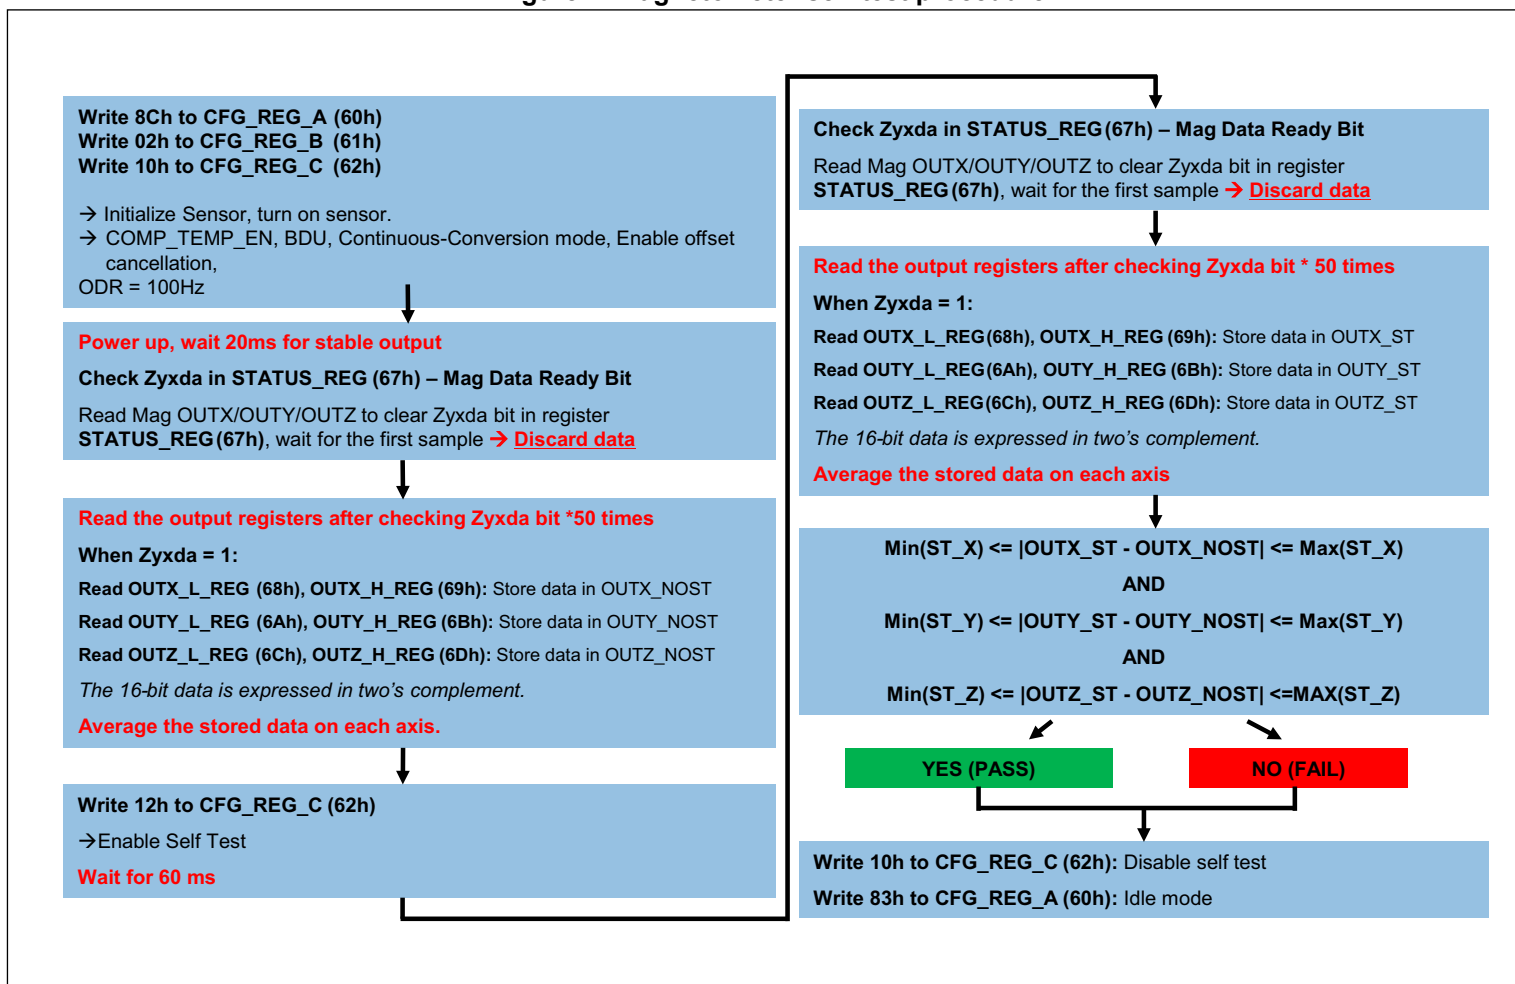 Write 8Ch to CFG_REG_A (60h)
Write 02h to CFG_REG_B (61h)
Write 10h to CFG_REG_C (62h)
→ Initialize Sensor, turn on sensor.
→ COMP_TEMP_EN, BDU, Continuous-Conversion mode, Enable offset
cancellation,
ODR = 100Hz
Power up, wait 20ms for stable output
Check Zyxda in STATUS_REG (67h) – Mag Data Ready Bit
Read Mag OUTX/OUTY/OUTZ to clear Zyxda bit in register
STATUS_REG (67h), wait for the first sample → Discard data
Read the output registers after checking Zyxda bit *50 times
When Zyxda = 1:
Read OUTX_L_REG (68h), OUTX_H_REG (69h): Store data in OUTX_NOST
Read OUTY_L_REG (6Ah), OUTY_H_REG (6Bh): Store data in OUTY_NOST
Read OUTZ_L_REG (6Ch), OUTZ_H_REG (6Dh): Store data in OUTZ_NOST
The 16-bit data is expressed in two's complement.
Average the stored data on each axis.
Write 12h to CFG_REG_C (62h)
→Enable Self Test
Wait for 60 ms
Check Zyxda in STATUS_REG (67h) – Mag Data Ready Bit
Read Mag OUTX/OUTY/OUTZ to clear Zyxda bit in register
STATUS_REG (67h), wait for the first sample → Discard data
Read the output registers after checking Zyxda bit * 50 times
When Zyxda = 1:
Read OUTX_L_REG(68h), OUTX_H_REG (69h): Store data in OUTX_ST
Read OUTY_L_REG(6Ah), OUTY_H_REG (6Bh): Store data in OUTY_ST
Read OUTZ_L_REG(6Ch), OUTZ_H_REG (6Dh): Store data in OUTZ_ST
The 16-bit data is expressed in two's complement.
Average the stored data on each axis
Min(ST_X) <= |OUTX_ST - OUTX_NOST| <= Max(ST_X)
AND
Min(ST_Y) <= |OUTY_ST - OUTY_NOST| <= Max(ST_Y)
AND
Min(ST_Z) <= |OUTZ_ST - OUTZ_NOST| <=MAX(ST_Z)
YES (PASS)
NO (FAIL)
Write 10h to CFG_REG_C (62h): Disable self test
Write 83h to CFG_REG_A (60h): Idle mode